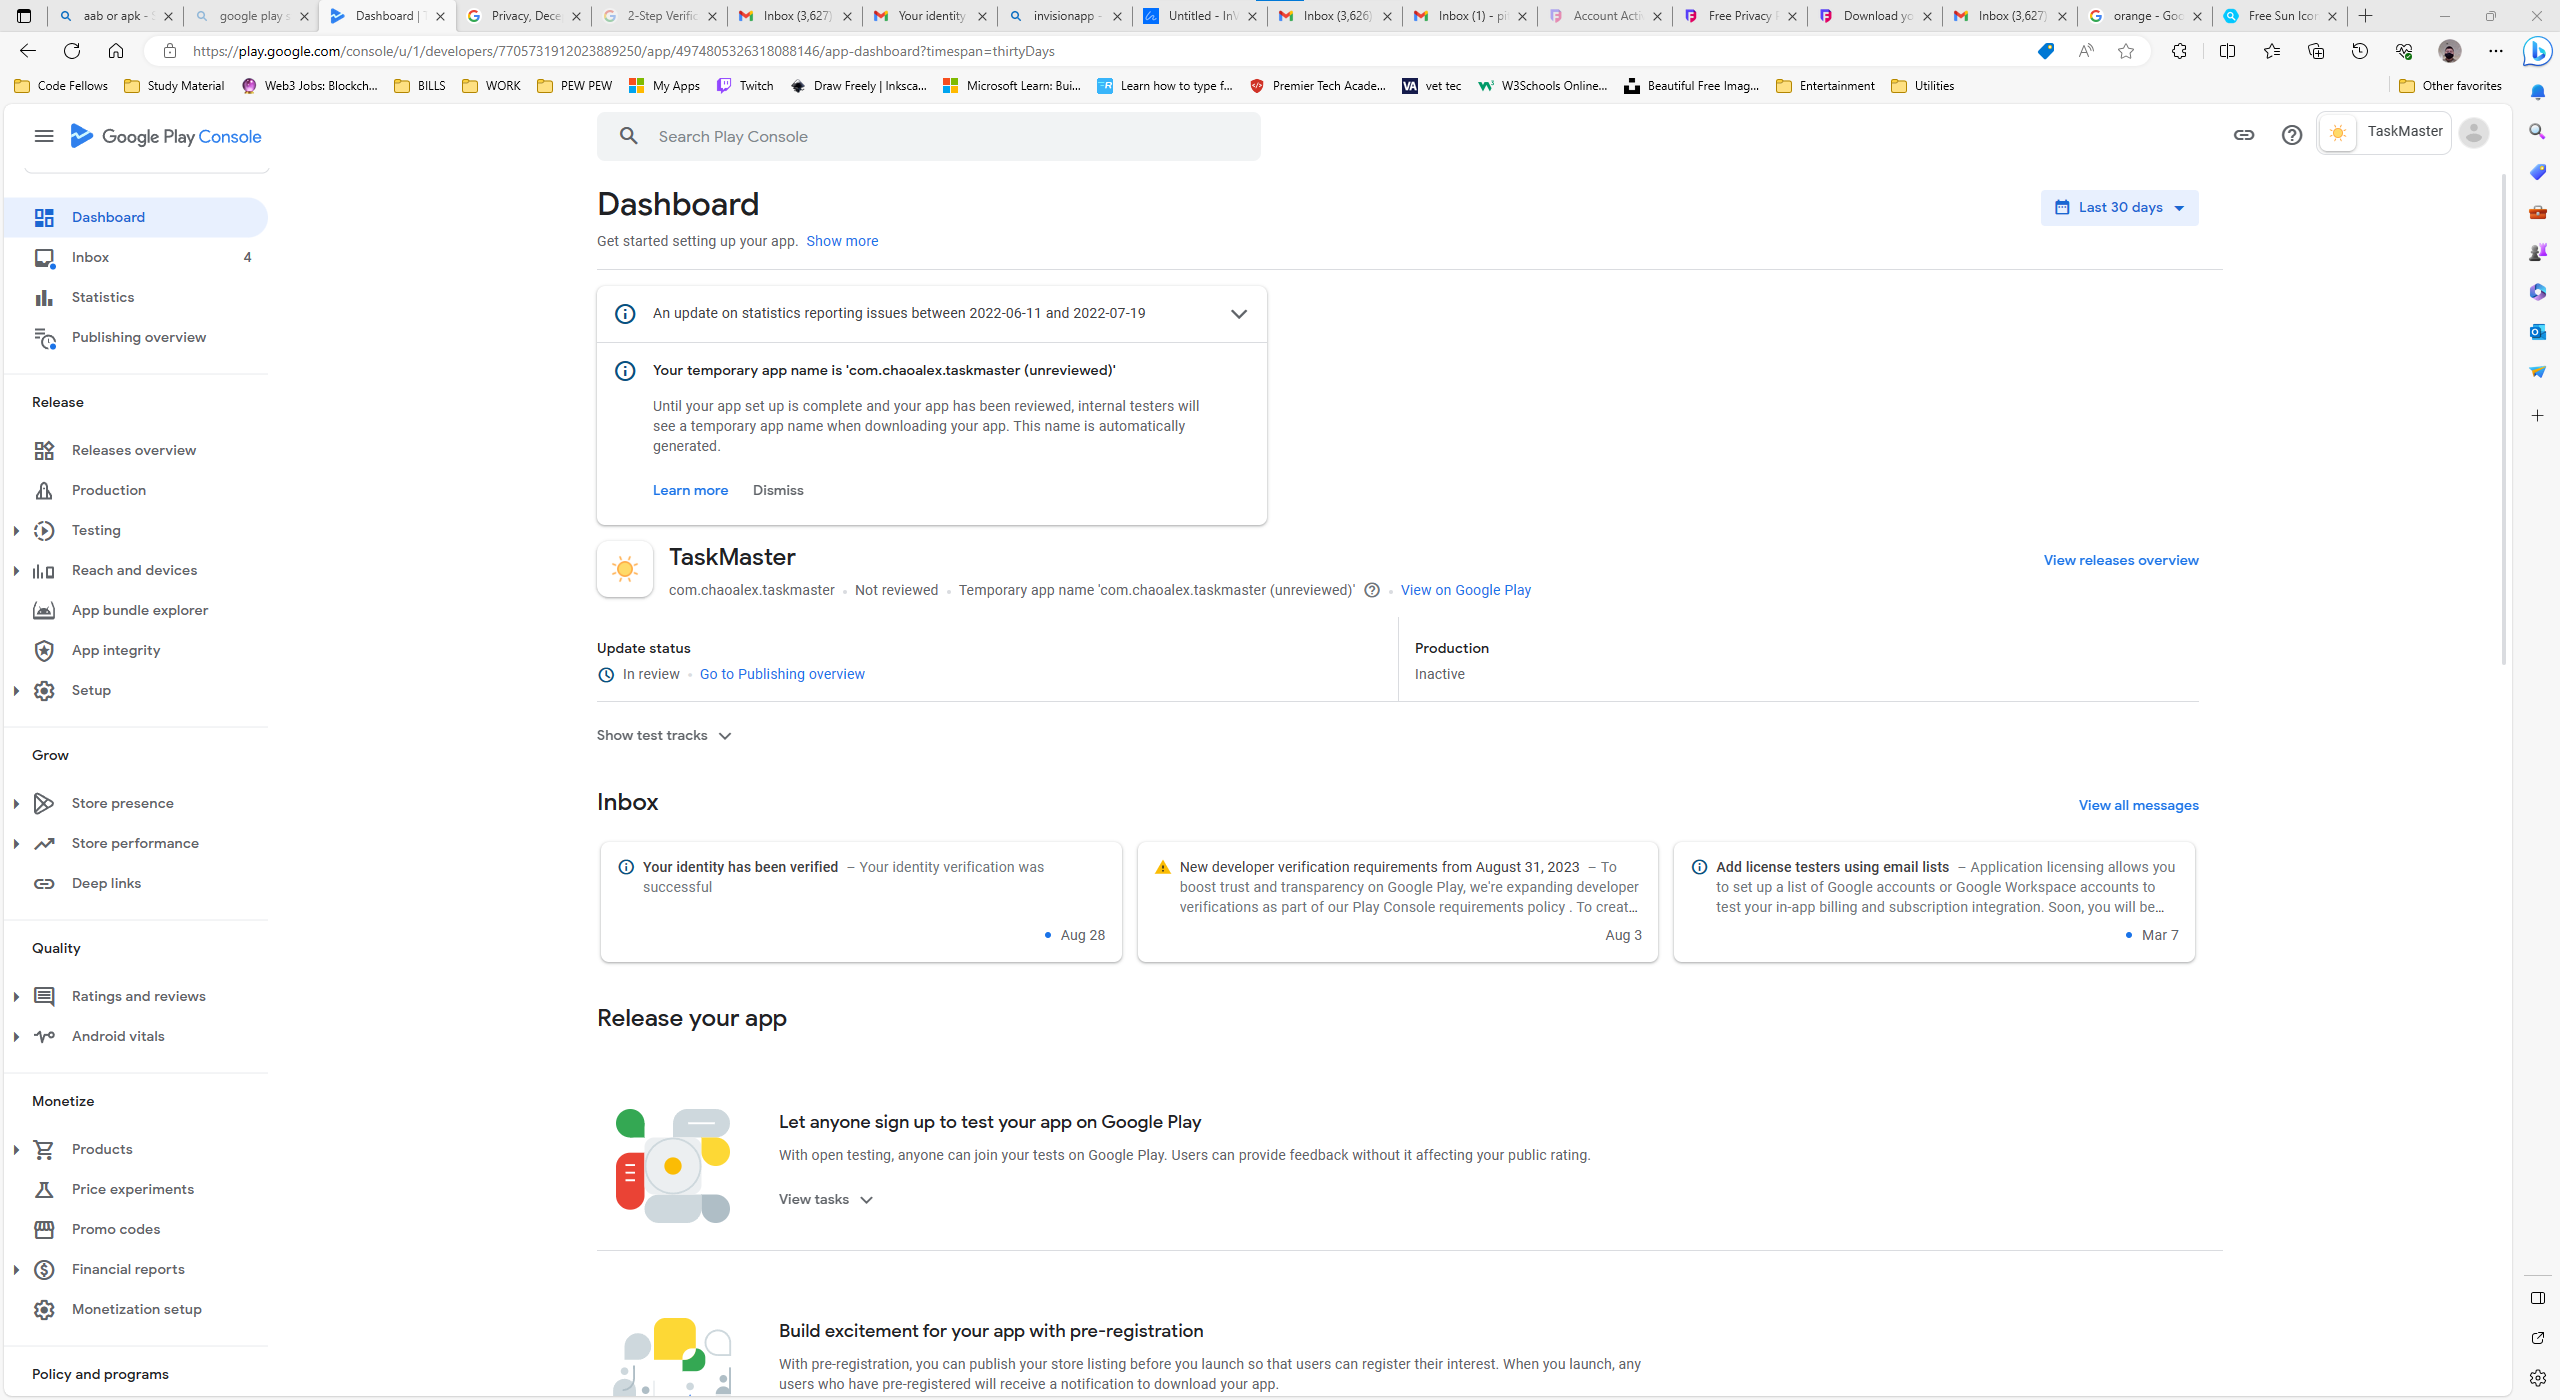 aab or apk - S
google play s
Dashboard | T
Privacy, Dece
2-Step Verific
Inbox (3,627)
Your identity
invisionapp -
Untitled - InV
Inbox (3,626)
Inbox (1) - pi
Account Acti
Free Privacy P
Download yo
Inbox (3,627)
orange - Goo
Free Sun Icon
https://play.google.com/console/u/1/developers/7705731912023889250/app/4974805326318088146/app-dashboard?timespan=thirtyDays
Code Fellows
Study Material
Web3 Jobs: Blockch...
BILLS
WORK
PEW PEW
My Apps
Twitch
Draw Freely | Inksca...
Microsoft Learn: Bui...
Learn how to type f...
Premier Tech Acade...
vet tec
W3Schools Online...
Beautiful Free Imag...
Entertainment
Utilities
Other favorites
Google Play Console
Search Play Console
TaskMaster
Dashboard
Inbox 4
Statistics
Publishing overview
Release
Releases overview
Production
Testing
Reach and devices
App bundle explorer
App integrity
Setup
Grow
Store presence
Store performance
Deep links
Quality
Ratings and reviews
Android vitals
Monetize
Products
Price experiments
Promo codes
Financial reports
Monetization setup
Policy and programs
Dashboard
Last 30 days
Get started setting up your app. Show more
An update on statistics reporting issues between 2022-06-11 and 2022-07-19
Your temporary app name is 'com.chaoalex.taskmaster (unreviewed)'
Until your app set up is complete and your app has been reviewed, internal testers will
see a temporary app name when downloading your app. This name is automatically
generated.
Learn more Dismiss
TaskMaster
View releases overview
com.chaoalex.taskmaster • Not reviewed • Temporary app name 'com.chaoalex.taskmaster (unreviewed)' • View on Google Play
Update status
In review • Go to Publishing overview
Production
Inactive
Show test tracks
Inbox
View all messages
Your identity has been verified – Your identity verification was
successful
Aug 28
New developer verification requirements from August 31, 2023 – To
boost trust and transparency on Google Play, we're expanding developer
verifications as part of our Play Console requirements policy . To creat...
Aug 3
Add license testers using email lists – Application licensing allows you
to set up a list of Google accounts or Google Workspace accounts to
test your in-app billing and subscription integration. Soon, you will be...
Mar 7
Release your app
Let anyone sign up to test your app on Google Play
With open testing, anyone can join your tests on Google Play. Users can provide feedback without it affecting your public rating.
View tasks
Build excitement for your app with pre-registration
With pre-registration, you can publish your store listing before you launch so that users can register their interest. When you launch, any
users who have pre-registered will receive a notification to download your app.